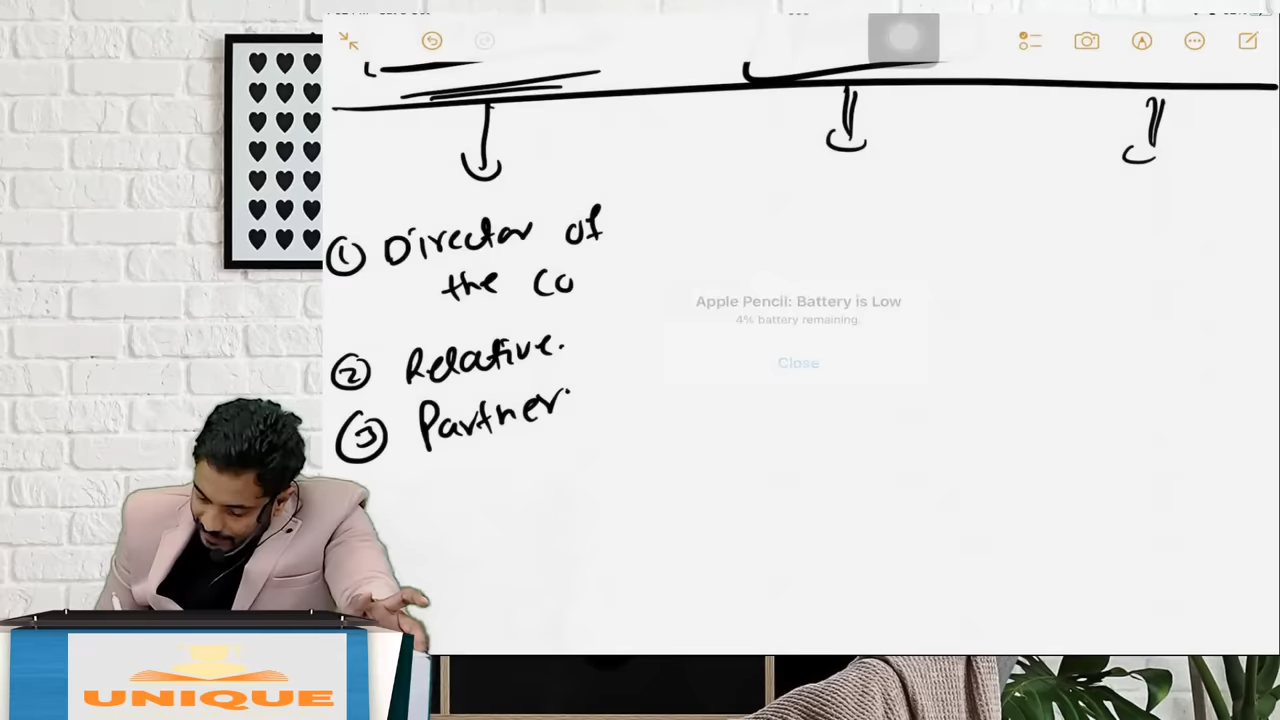 ① Director of
the Co
② Relative.
③ Partner.
Apple Pencil: Battery is Low
4% battery remaining.
Close
UNIQUE